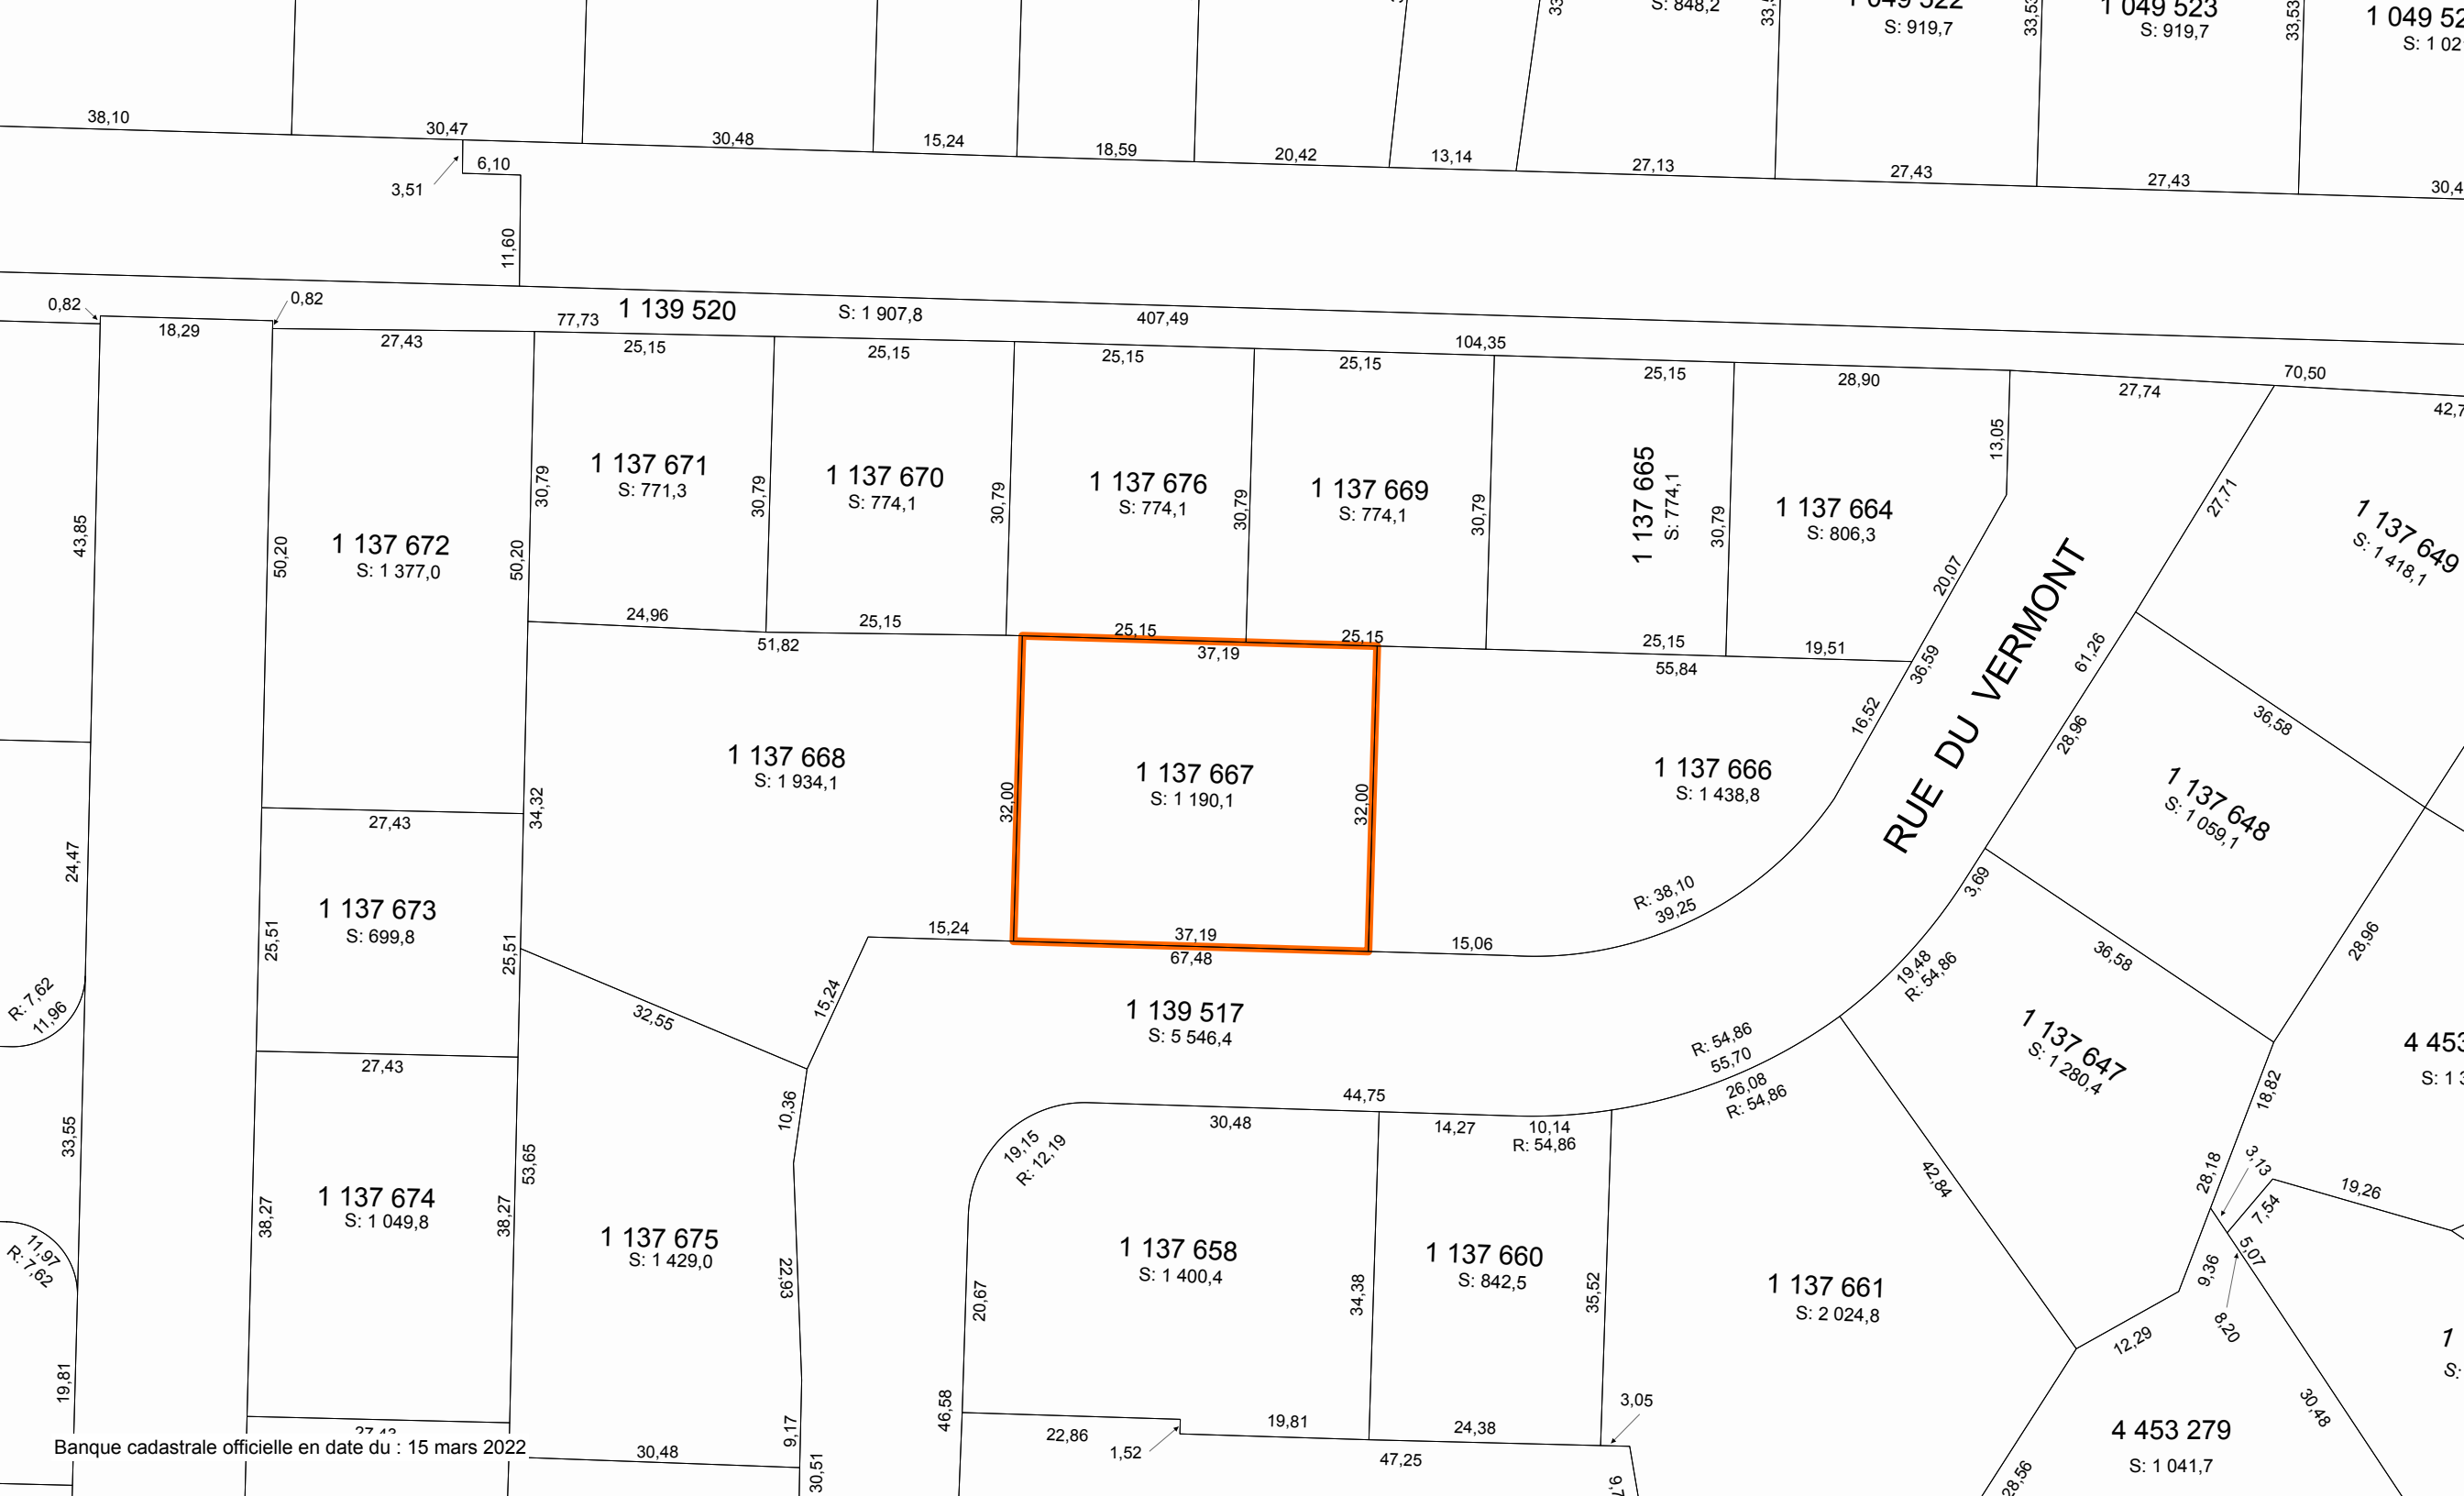 S: 848,2
1 049 522
S: 919,7
33,53
1 049 523
S: 919,7
33,53
38,10
30,47
30,48
15,24
18,59
20,42
13,14
27,13
27,43
27,43
6,10
3,51
11,60
0,82
0,82
18,29
77,73
1 139 520
S: 1 907,8
407,49
104,35
70,50
27,43
25,15
25,15
25,15
25,15
25,15
28,90
27,74
43,85
50,20
1 137 672
S: 1 377,0
50,20
30,79
1 137 671
S: 771,3
30,79
1 137 670
S: 774,1
30,79
1 137 676
S: 774,1
30,79
1 137 669
S: 774,1
30,79
1 137 665
S: 774,1
30,79
1 137 664
S: 806,3
13,05
20,07
27,71
1 137 649
S: 1 418,1
24,96
51,82
25,15
25,15
37,19
25,15
25,15
55,84
19,51
36,59
16,52
RUE DU VERMONT
61,26
28,96
36,58
1 137 668
S: 1 934,1
32,00
1 137 667
S: 1 190,1
32,00
1 137 666
S: 1 438,8
1 137 648
S: 1 059,1
27,43
34,32
24,47
25,51
1 137 673
S: 699,8
25,51
15,24
37,19
67,48
15,06
R: 38,10
39,25
3,69
28,96
R: 7,62
11,96
32,55
15,24
1 139 517
S: 5 546,4
19,48
R: 54,86
36,58
1 137 647
S: 1 280,4
R: 54,86
55,70
26,08
R: 54,86
27,43
10,36
44,75
30,48
14,27
10,14
R: 54,86
19,15
R: 12,19
18,82
33,55
38,27
1 137 674
S: 1 049,8
38,27
53,65
1 137 675
S: 1 429,0
22,93
20,67
1 137 658
S: 1 400,4
34,38
1 137 660
S: 842,5
35,52
1 137 661
S: 2 024,8
42,84
28,18
3,13
7,54
19,26
5,07
9,36
8,20
12,29
11,97
R: 7,62
19,81
46,58
22,86
1,52
19,81
47,25
24,38
3,05
9,17
30,51
30,48
Banque cadastrale officielle en date du : 15 mars 2022
4 453 279
S: 1 041,7
30,48
28,56